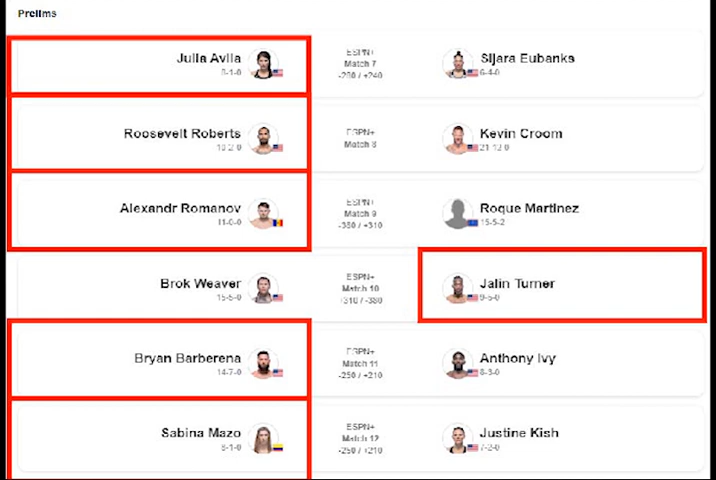 Prelims
Julia Avila
8-1-0
ESPN+
Match 7
-280 / +240
Sijara Eubanks
6-4-0
Roosevelt Roberts
10-2-0
ESPN+
Match 8
Kevin Croom
21-12-0
Alexandr Romanov
11-0-0
ESPN+
Match 9
-380 / +310
Roque Martinez
15-5-2
Brok Weaver
15-5-0
ESPN+
Match 10
+310 / -380
Jalin Turner
9-5-0
Bryan Barberena
14-7-0
ESPN+
Match 11
-250 / +210
Anthony Ivy
8-3-0
Sabina Mazo
8-1-0
ESPN+
Match 12
-250 / +210
Justine Kish
7-2-0